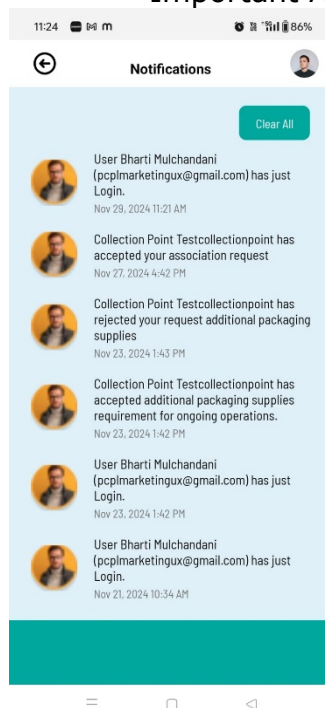 Important
11:24 m 86%
Notifications
Clear All
User Bharti Mulchandani
(pcplmarketingux@gmail.com) has just
Login.
Nov 29, 2024 11:21 AM
Collection Point Testcollectionpoint has
accepted your association request
Nov 27, 2024 4:42 PM
Collection Point Testcollectionpoint has
rejected your request additional packaging
supplies
Nov 23, 2024 1:43 PM
Collection Point Testcollectionpoint has
accepted additional packaging supplies
requirement for ongoing operations.
Nov 23, 2024 1:42 PM
User Bharti Mulchandani
(pcplmarketingux@gmail.com) has just
Login.
Nov 23, 2024 1:42 PM
User Bharti Mulchandani
(pcplmarketingux@gmail.com) has just
Login.
Nov 21, 2024 10:34 AM